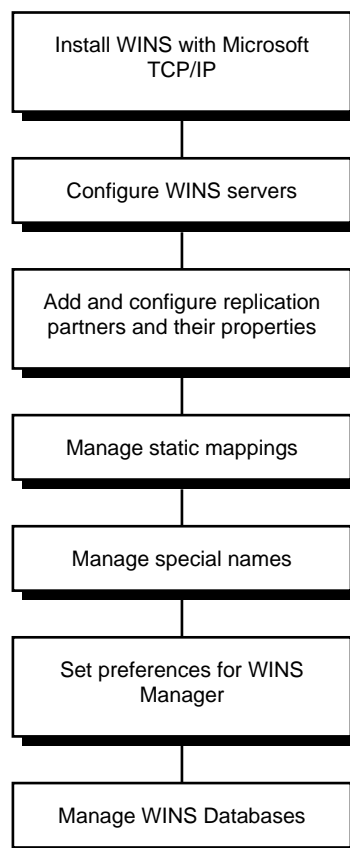 Install WINS with Microsoft
TCP/IP
Configure WINS servers
Add and configure replication
partners and their properties
Manage static mappings
Manage special names
Set preferences for WINS
Manager
Manage WINS Databases